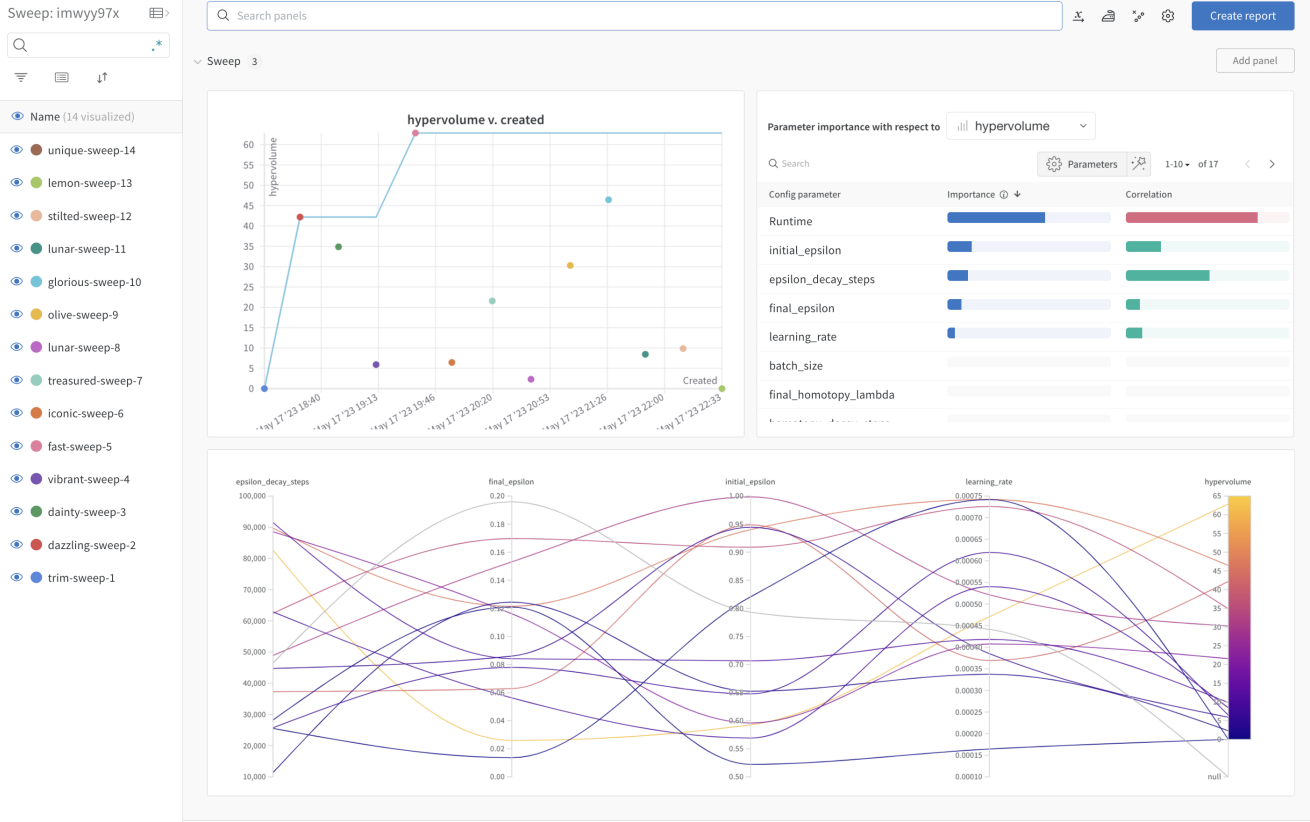 Sweep: imwyy97x
.*
Name (14 visualized)
unique-sweep-14
lemon-sweep-13
stilted-sweep-12
lunar-sweep-11
glorious-sweep-10
olive-sweep-9
lunar-sweep-8
treasured-sweep-7
iconic-sweep-6
fast-sweep-5
vibrant-sweep-4
dainty-sweep-3
dazzling-sweep-2
trim-sweep-1
Search panels
Create report
Sweep 3
Add panel
hypervolume v. created
hypervolume
60
55
50
45
40
35
30
25
20
15
10
5
0
Created
May 17 '23 18:40
May 17 '23 19:13
May 17 '23 19:46
May 17 '23 20:20
May 17 '23 20:53
May 17 '23 21:26
May 17 '23 22:00
May 17 '23 22:33
Parameter importance with respect to hypervolume
Search Parameters 1-10 of 17
Config parameter Importance Correlation
Runtime
initial_epsilon
epsilon_decay_steps
final_epsilon
learning_rate
batch_size
final_homotopy_lambda
epsilon_decay_steps
100,000
90,000
80,000
70,000
60,000
50,000
40,000
30,000
20,000
10,000
final_epsilon
0.20
0.18
0.16
0.14
0.12
0.10
0.08
0.06
0.04
0.02
0.00
initial_epsilon
1.00
0.95
0.90
0.85
0.80
0.75
0.70
0.65
0.60
0.55
0.50
learning_rate
0.00075
0.00070
0.00065
0.00060
0.00055
0.00050
0.00045
0.00040
0.00035
0.00030
0.00025
0.00020
0.00015
0.00010
hypervolume
65
60
55
50
45
40
35
30
25
20
15
10
5
0
null